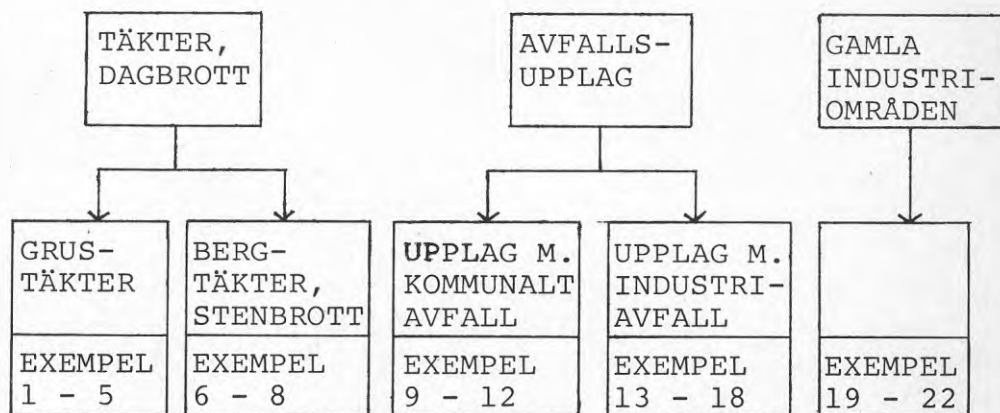 TÄKTER,
DAGBROTT
AVFALLS-
UPPLAG
GAMLA
INDUSTRI-
OMRÅDEN
GRUS-
TÄKTER
EXEMPEL
1 - 5
BERG-
TÄKTER,
STENBROTT
EXEMPEL
6 - 8
UPPLAG M.
KOMMUNALT
AVFALL
EXEMPEL
9 - 12
UPPLAG M.
INDUSTRI-
AVFALL
EXEMPEL
13 - 18
EXEMPEL
19 - 22